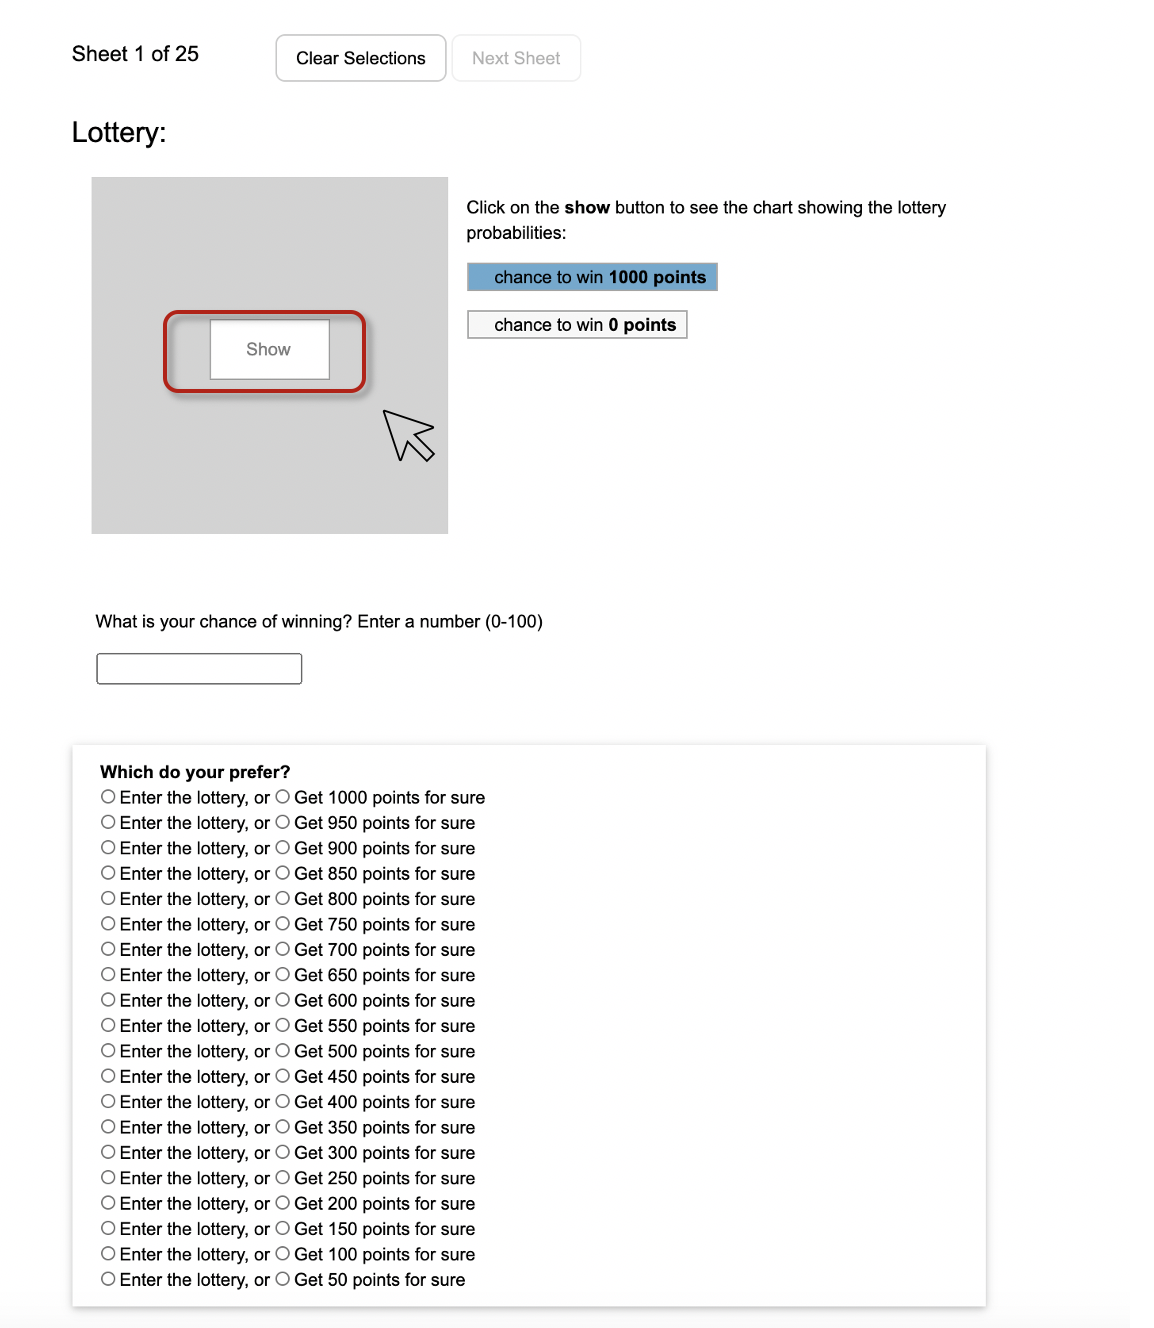 Sheet 1 of 25
Clear Selections
Next Sheet
Lottery:
Click on the show button to see the chart showing the lottery
probabilities:
chance to win 1000 points
chance to win 0 points
Show
What is your chance of winning? Enter a number (0-100)
Which do your prefer?
Enter the lottery, or Get 1000 points for sure
Enter the lottery, or Get 950 points for sure
Enter the lottery, or Get 900 points for sure
Enter the lottery, or Get 850 points for sure
Enter the lottery, or Get 800 points for sure
Enter the lottery, or Get 750 points for sure
Enter the lottery, or Get 700 points for sure
Enter the lottery, or Get 650 points for sure
Enter the lottery, or Get 600 points for sure
Enter the lottery, or Get 550 points for sure
Enter the lottery, or Get 500 points for sure
Enter the lottery, or Get 450 points for sure
Enter the lottery, or Get 400 points for sure
Enter the lottery, or Get 350 points for sure
Enter the lottery, or Get 300 points for sure
Enter the lottery, or Get 250 points for sure
Enter the lottery, or Get 200 points for sure
Enter the lottery, or Get 150 points for sure
Enter the lottery, or Get 100 points for sure
Enter the lottery, or Get 50 points for sure